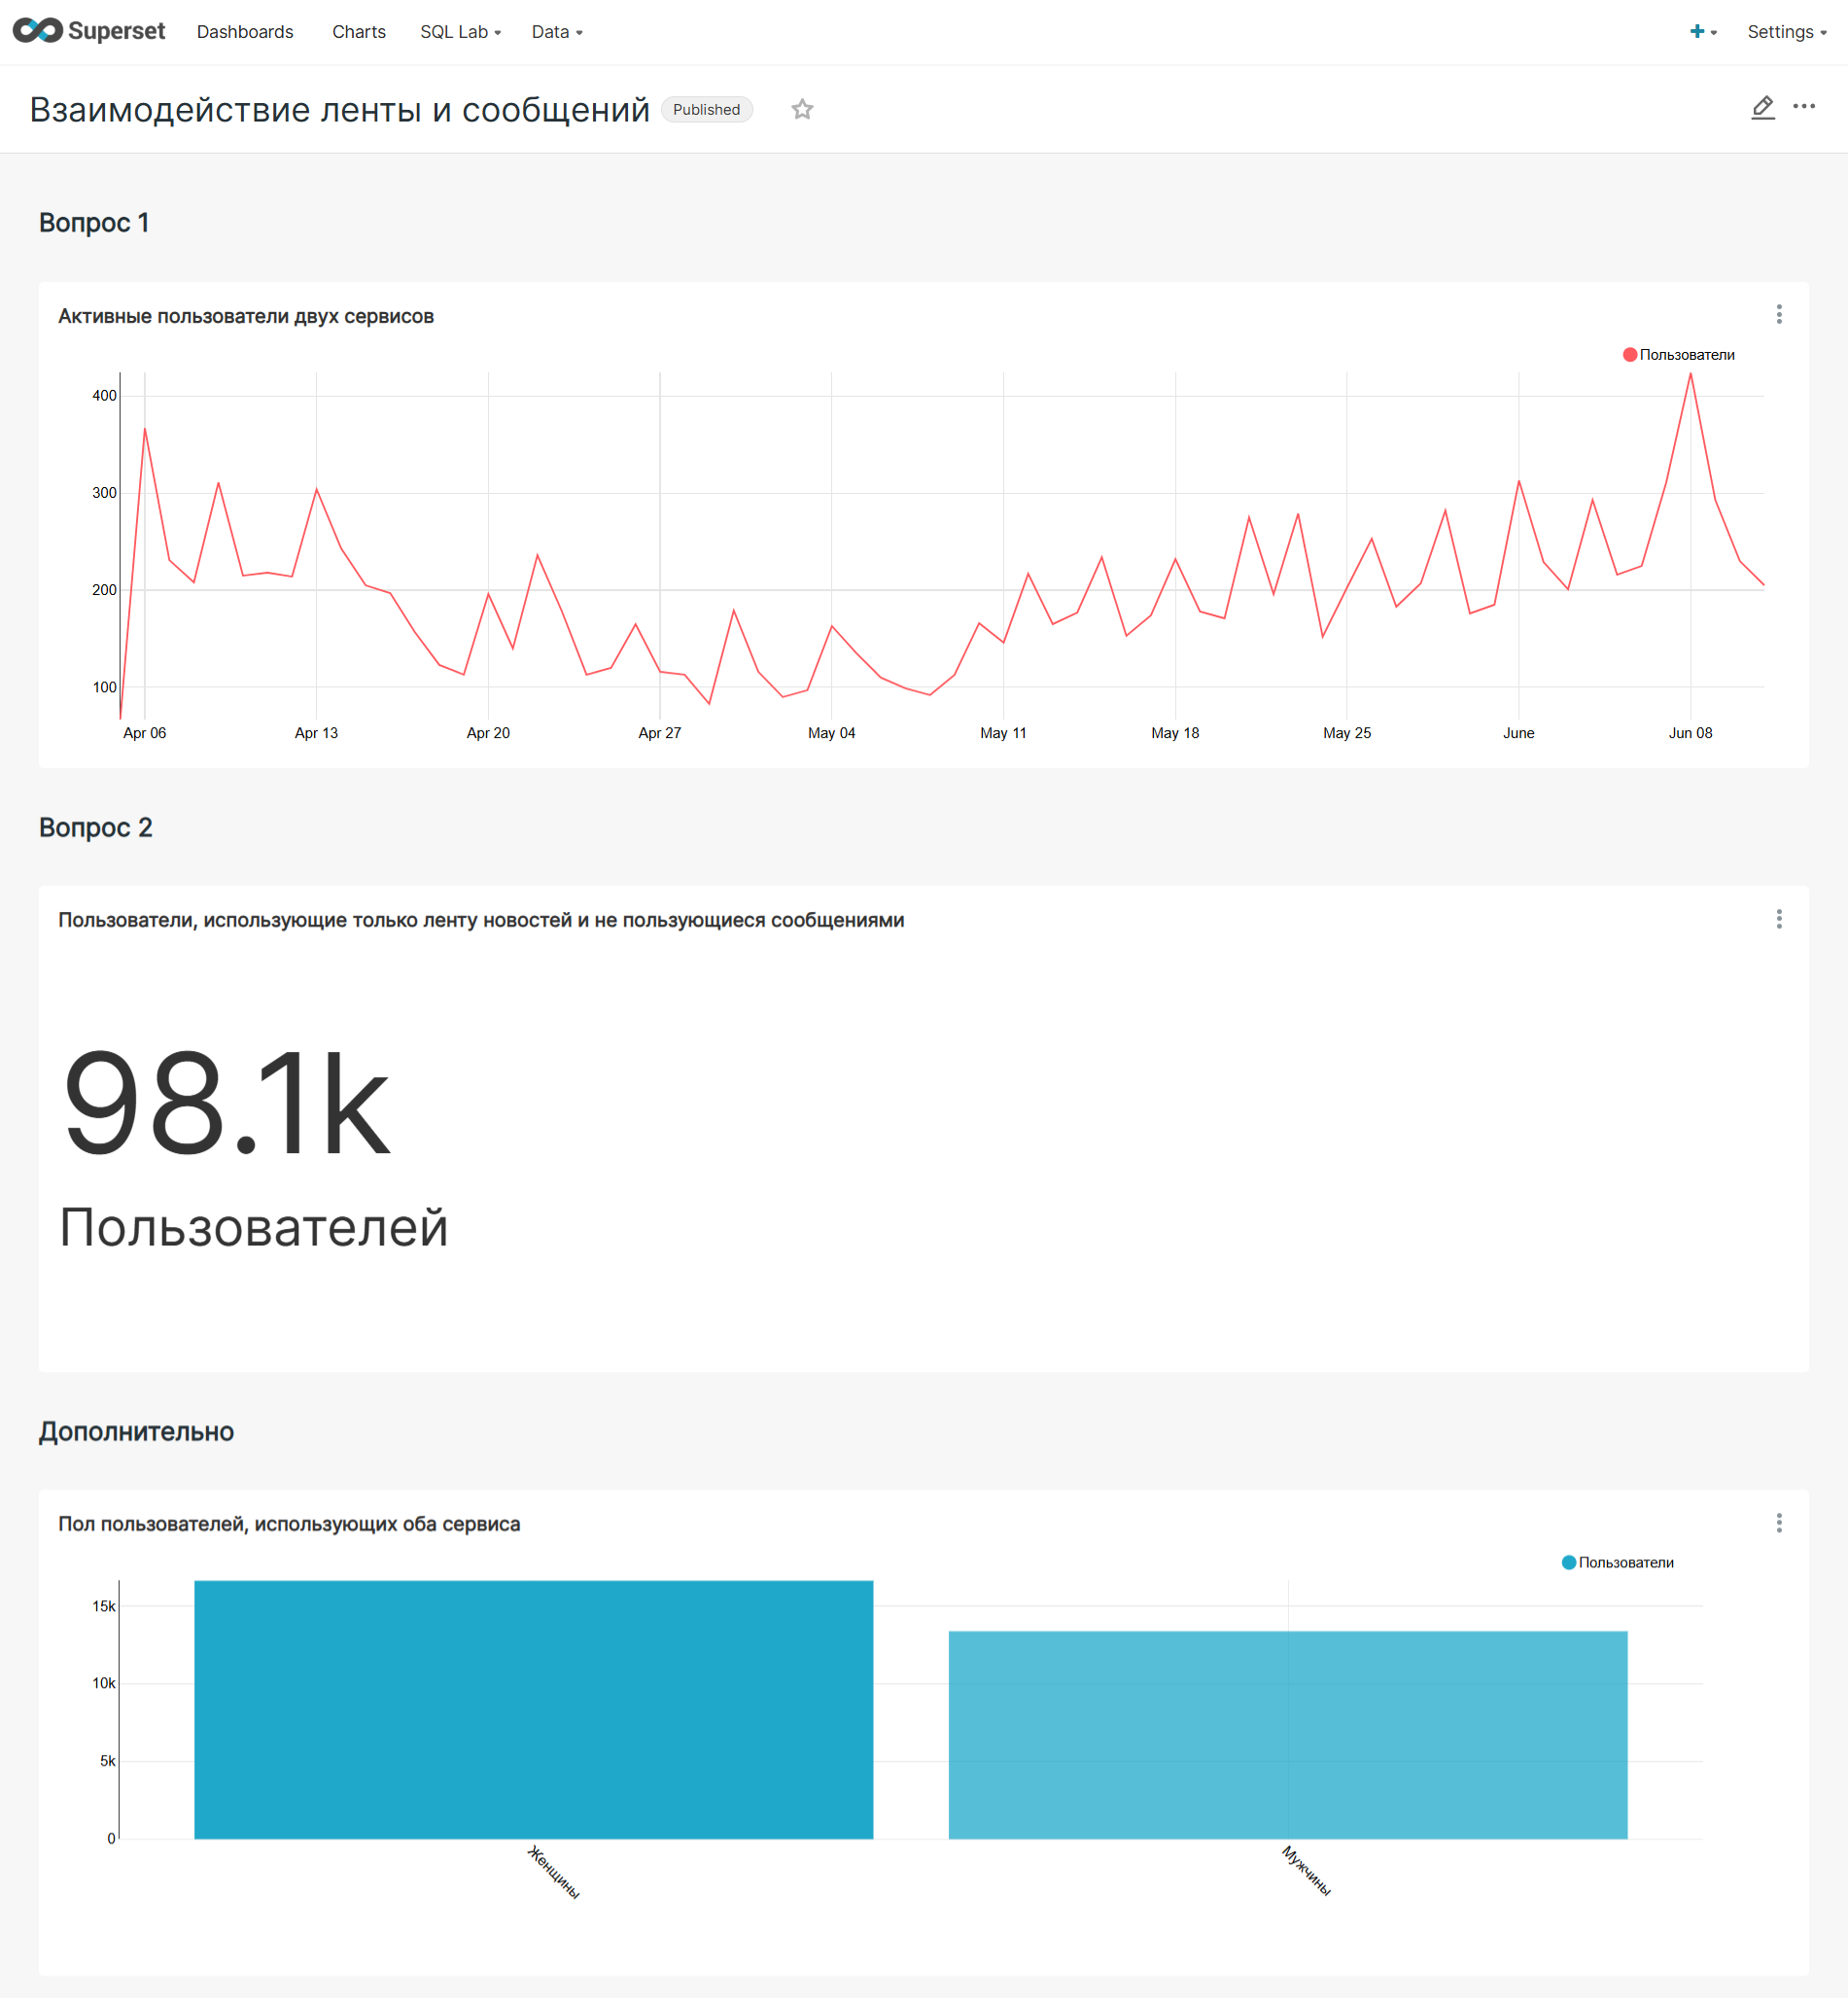 Superset Dashboards Charts SQL Lab Data Settings
Взаимодействие ленты и сообщений Published
Вопрос 1
Активные пользователи двух сервисов
Пользователи
400
300
200
100
Apr 06 Apr 13 Apr 20 Apr 27 May 04 May 11 May 18 May 25 June Jun 08
Вопрос 2
Пользователи, использующие только ленту новостей и не пользующиеся сообщениями
98.1k
Пользователей
Дополнительно
Пол пользователей, использующих оба сервиса
Пользователи
15k
10k
5k
0
Женщины Мужчины